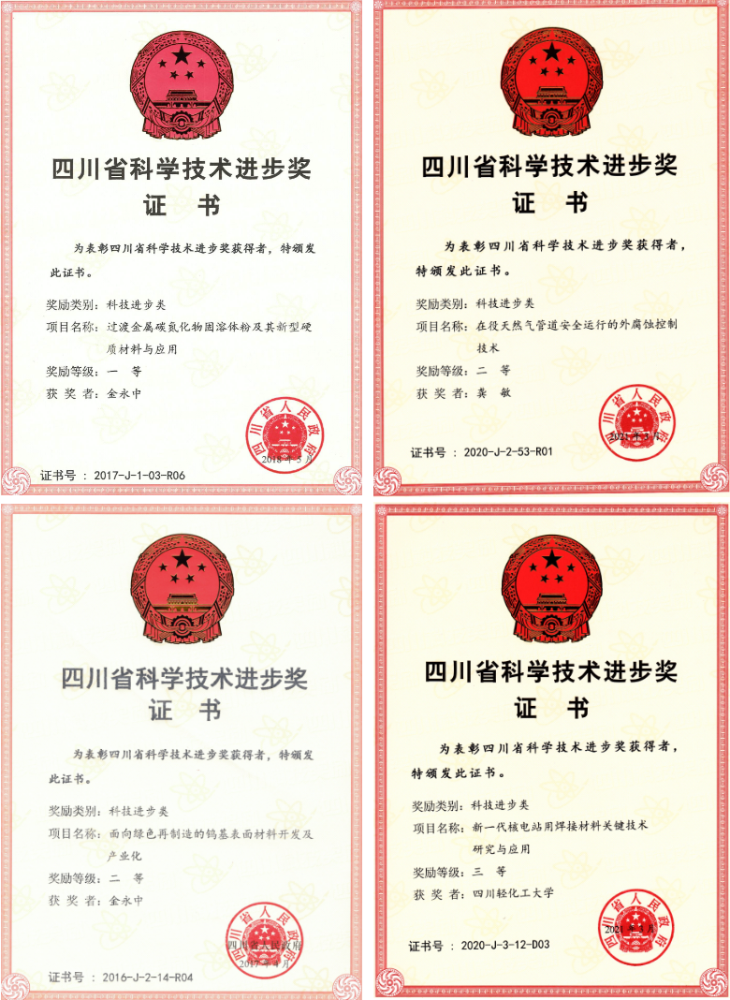 四川省科学技术进步奖
证 书
为表彰四川省科学技术进步奖获得者，特颁发
此证书。
奖励类别：科技进步类
项目名称：过渡金属碳氮化物固溶体粉及其新型硬
质材料与应用
奖励等级：一 等
获 奖 者：金永中
四川省人民政府
2018 年 3 月
证书号 ：2017-J-1-03-R06
四川省科学技术进步奖
证 书
为表彰四川省科学技术进步奖获得者，
特颁发此证书。
奖励类别：科技进步类
项目名称：在役天然气管道安全运行的外腐蚀控制
技术
奖励等级：二 等
获 奖 者：龚 敏
四川省人民政府
2021 年 3 月
证书号 ：2020-J-2-53-R01
四川省科学技术进步奖
证 书
为表彰四川省科学技术进步奖获得者，特颁发
此证书。
奖励类别：科技进步类
项目名称：面向绿色再制造的钨基表面材料开发及
产业化
奖励等级：二 等
获 奖 者：金永中
四川省人民政府
四川省人民政府
2017 年 4 月
证书号 ：2016-J-2-14-R04
四川省科学技术进步奖
证 书
为表彰四川省科学技术进步奖获得者，
特颁发此证书。
奖励类别：科技进步类
项目名称：新一代核电站用焊接材料关键技术
研究与应用
奖励等级：三 等
获 奖 者：四川轻化工大学
四川省人民政府
2021 年 3 月
证书号 ：2020-J-3-12-D03